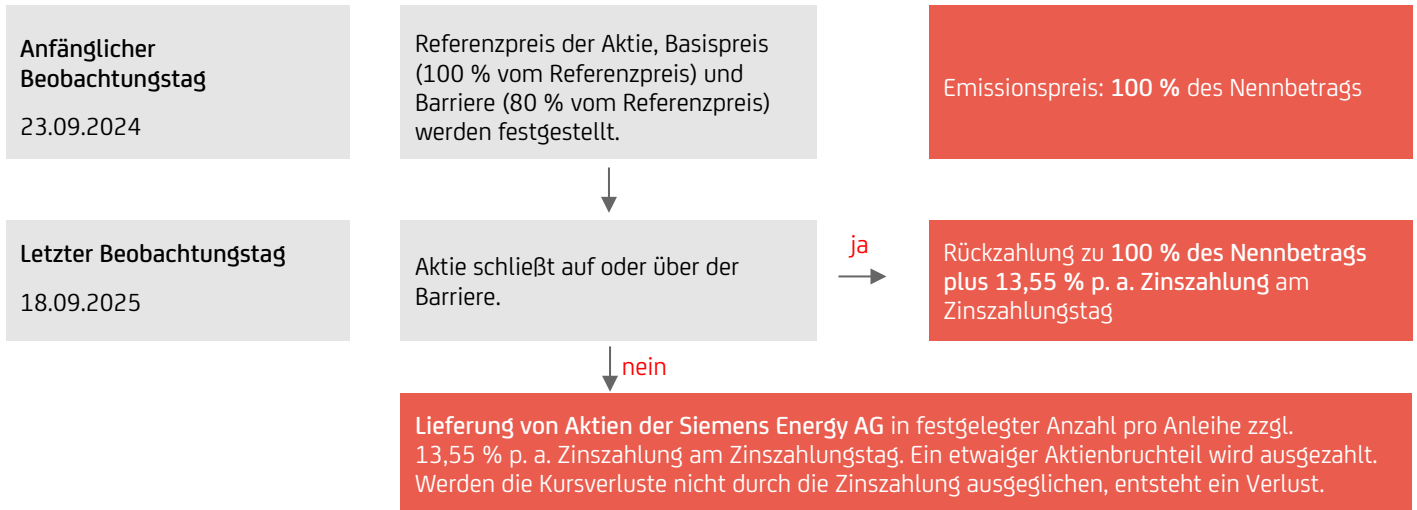 Anfänglicher
Beobachtungstag
23.09.2024
Referenzpreis der Aktie, Basispreis
(100 % vom Referenzpreis) und
Barriere (80 % vom Referenzpreis)
werden festgestellt.
Emissionspreis: 100 % des Nennbetrags
Letzter Beobachtungstag
18.09.2025
Aktie schließt auf oder über der
Barriere.
ja
Rückzahlung zu 100 % des Nennbetrags
plus 13,55 % p. a. Zinszahlung am
Zinszahlungstag
nein
Lieferung von Aktien der Siemens Energy AG in festgelegter Anzahl pro Anleihe zzgl.
13,55 % p. a. Zinszahlung am Zinszahlungstag. Ein etwaiger Aktienbruchteil wird ausgezahlt.
Werden die Kursverluste nicht durch die Zinszahlung ausgeglichen, entsteht ein Verlust.